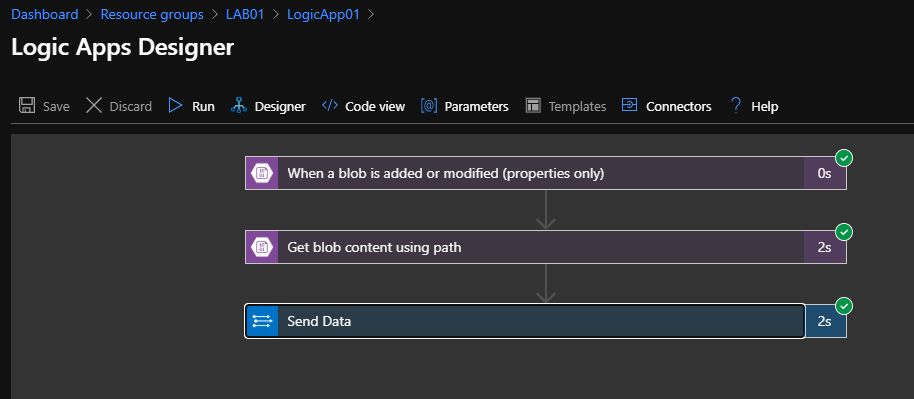 Dashboard > Resource groups > LAB01 > LogicApp01 >
Logic Apps Designer
Save Discard Run Designer </> Code view [@] Parameters Templates Connectors ? Help
When a blob is added or modified (properties only) 0s
Get blob content using path 2s
Send Data 2s